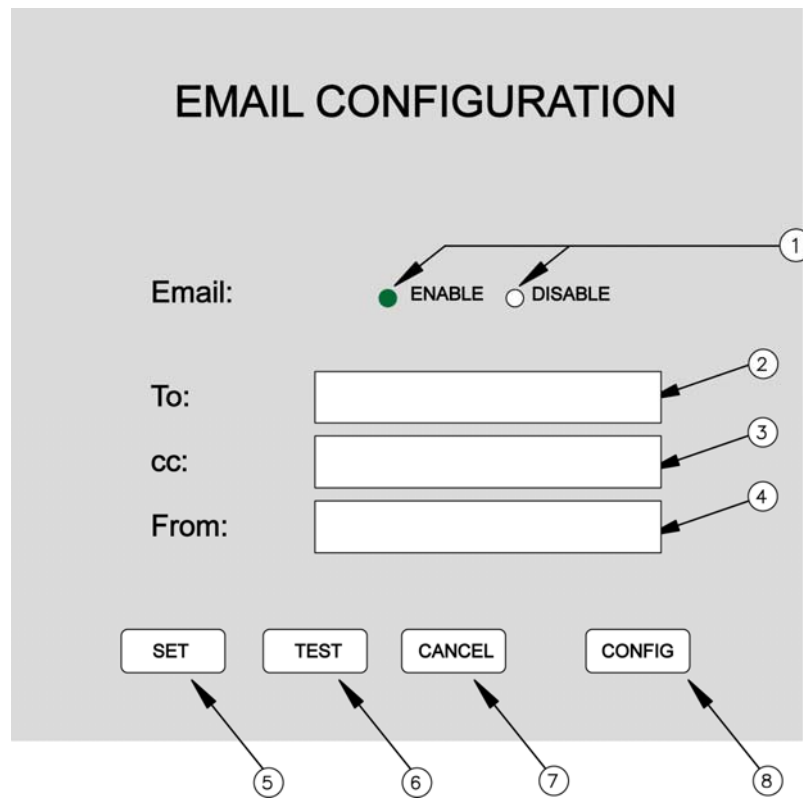 EMAIL CONFIGURATION
1
Email: ENABLE DISABLE
2
To:
3
cc:
4
From:
SET TEST CANCEL CONFIG
5 6 7 8